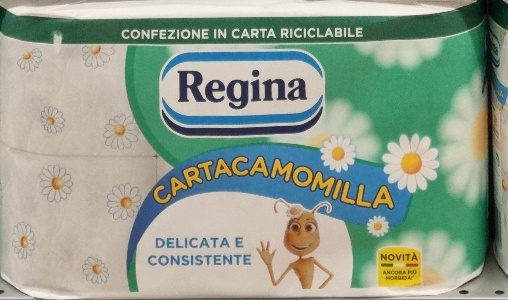 CONFEZIONE IN CARTA RICICLABILE
Regina
CARTACAMOMILLA
DELICATA E
CONSISTENTE
NOVITÀ
ANCORA PIÙ
MORBIDA!*